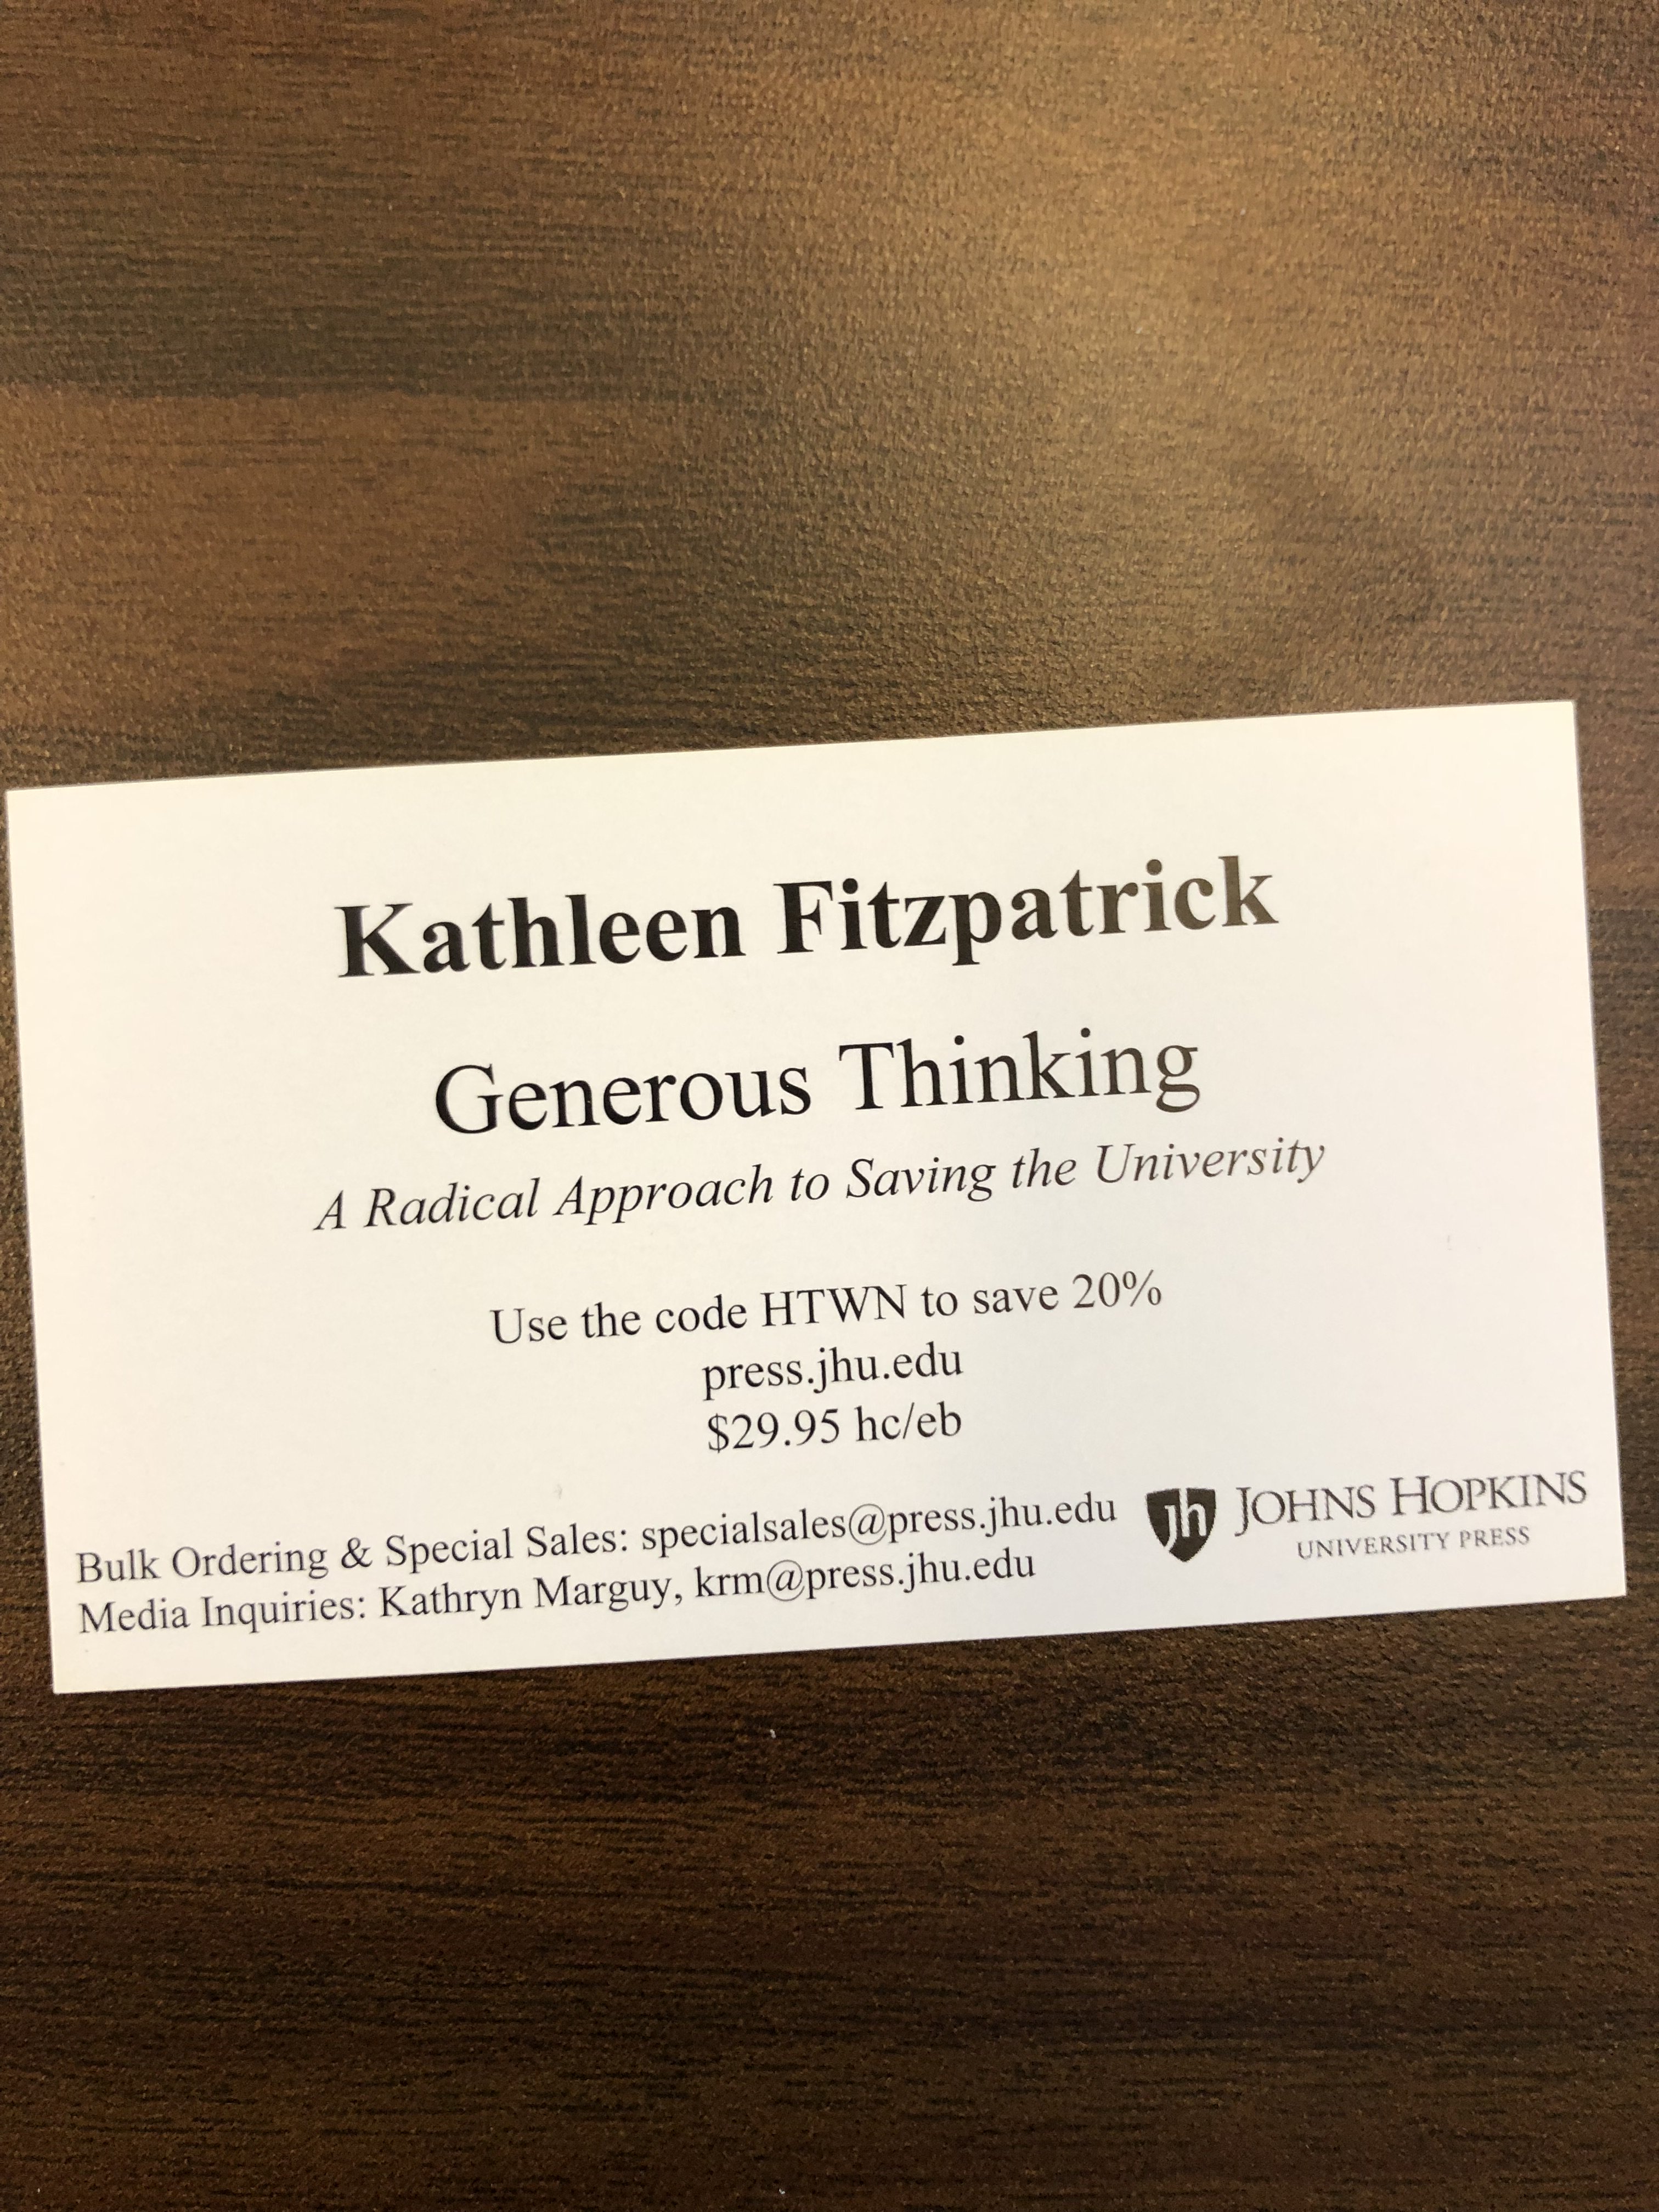 Kathleen Fitzpatrick
Generous Thinking
A Radical Approach to Saving the University
Use the code HTWN to save 20%
press.jhu.edu
$29.95 hc/eb
Bulk Ordering & Special Sales: specialsales@press.jhu.edu
Media Inquiries: Kathryn Marguy, krm@press.jhu.edu
jh JOHNS HOPKINS
UNIVERSITY PRESS